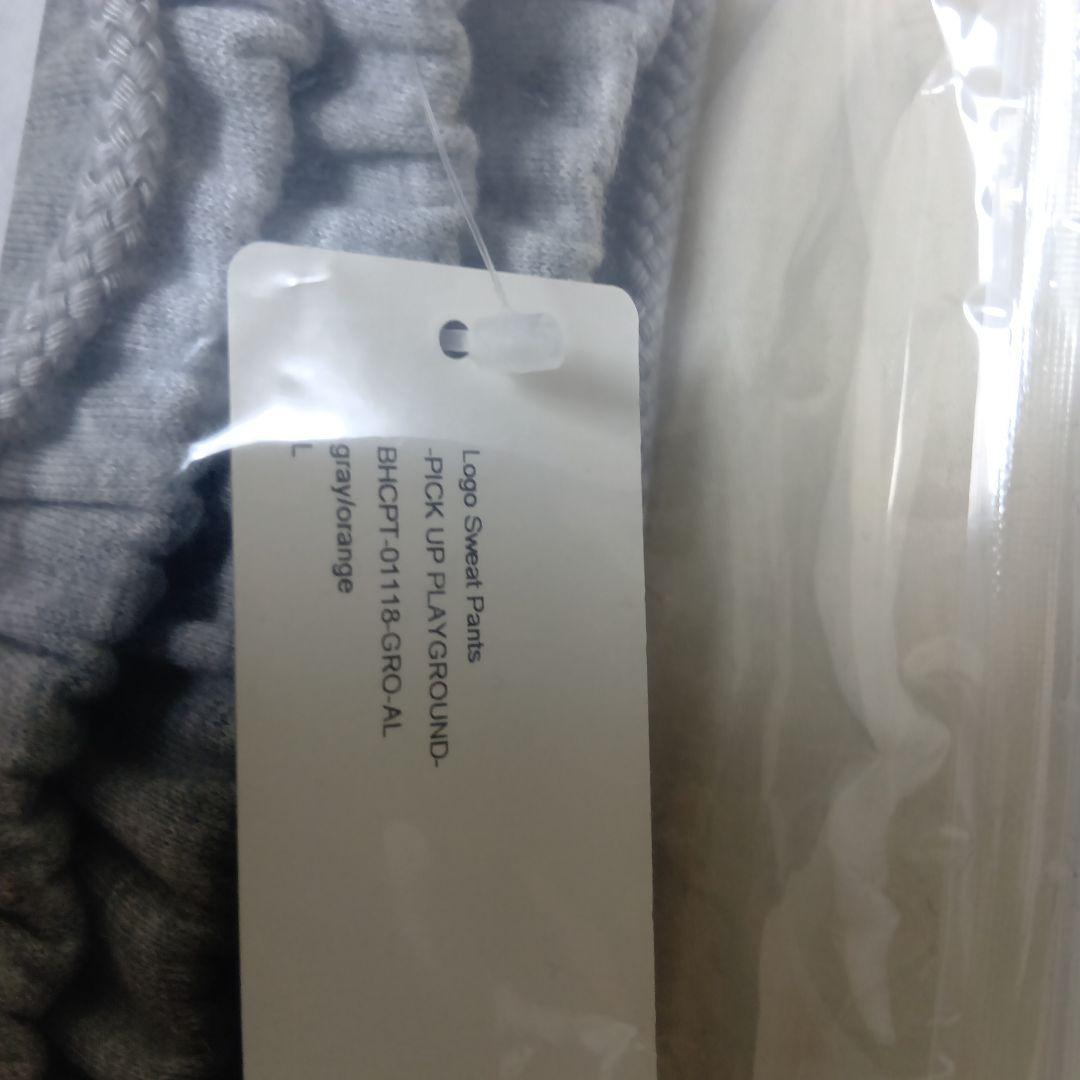 Logo Sweat Pants
-PICK UP PLAYGROUND-
BHCPT-01118-GRO-AL
gray/orange
L